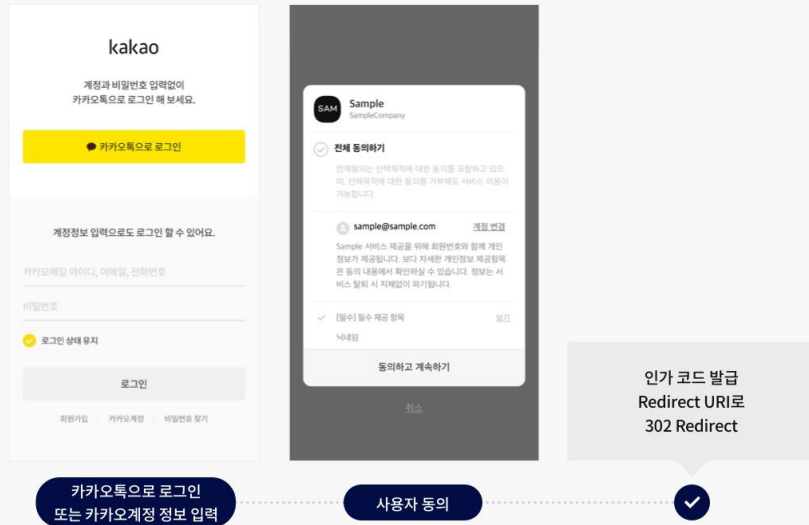 kakao
계정과 비밀번호 입력없이
카카오톡으로 로그인 해 보세요.
카카오톡으로 로그인
계정정보 입력으로도 로그인 할 수 있어요.
카카오메일 아이디, 이메일, 전화번호
비밀번호
로그인 상태 유지
로그인
회원가입
카카오계정
비밀번호 찾기
SAM
Sample
SampleCompany
전체 동의하기
전체동의는 선택목적에 대한 동의를 포함하고 있으
며, 선택목적에 대한 동의를 거부해도 서비스 이용이
가능합니다.
sample@sample.com 계정 변경
Sample 서비스 제공을 위해 회원번호와 함께 개인
정보가 제공됩니다. 보다 자세한 개인정보 제공항목
은 동의 내용에서 확인하실 수 있습니다. 정보는 서
비스 탈퇴 시 지체없이 파기됩니다.
[필수] 필수 제공 항목 보기
닉네임
동의하고 계속하기
취소
인가 코드 발급
Redirect URI로
302 Redirect
카카오톡으로 로그인
또는 카카오계정 정보 입력
사용자 동의